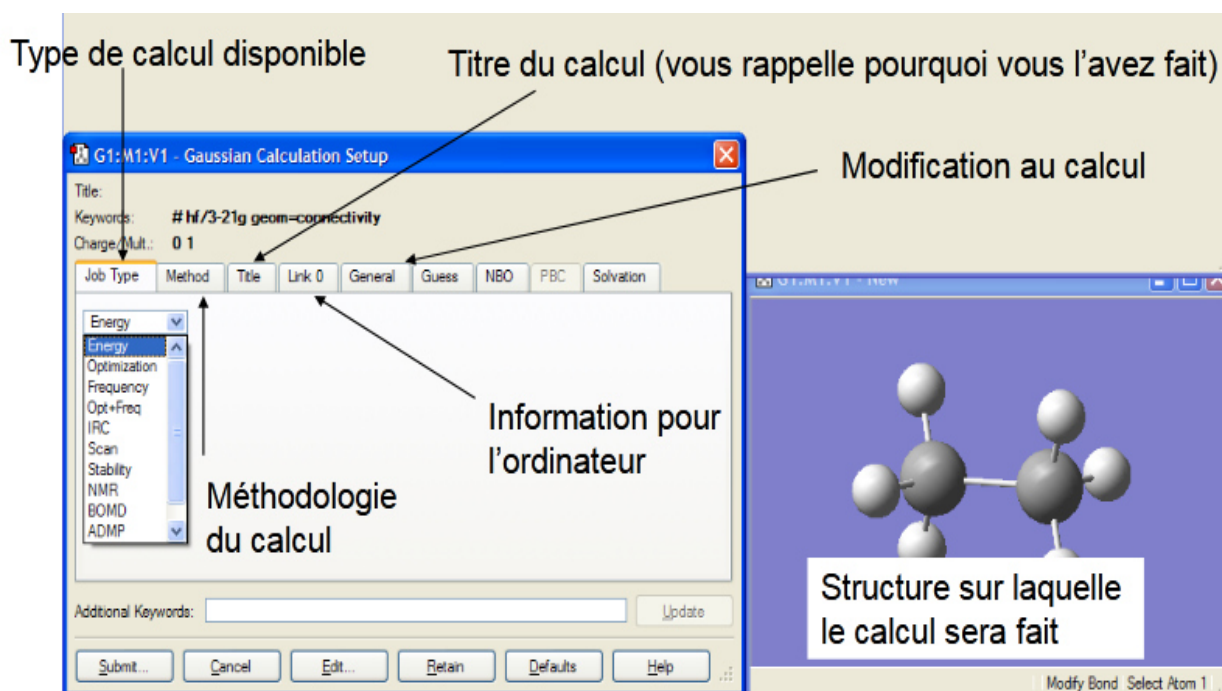 Type de calcul disponible
Titre du calcul (vous rappelle pourquoi vous l'avez fait)
G1:M1:V1 - Gaussian Calculation Setup
Modification au calcul
Title:
Keywords: # hf/3-21g geom=connectivity
Charge/Mult.: 0 1
Job Type Method Title Link 0 General Guess NBO PBC Solvation
G1:M1:V1 - New
Energy
Energy
Optimization
Frequency
Opt+Freq
IRC
Scan
Stability
NMR
BOMD
ADMP
Information pour
l'ordinateur
Méthodologie
du calcul
Structure sur laquelle
le calcul sera fait
Additional Keywords: Update
Submit... Cancel Edit... Retain Defaults Help
Modify Bond Select Atom 1